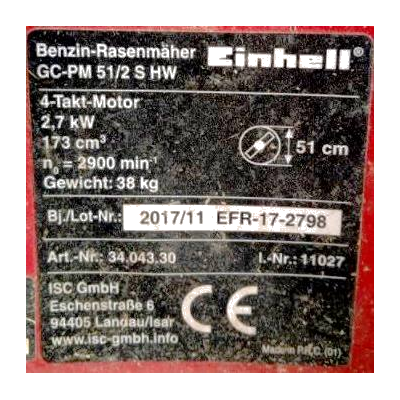 Benzin-Rasenmäher Einhell®
GC-PM 51/2 S HW
4-Takt-Motor
2,7 kW
173 cm³
n₀ = 2900 min⁻¹
51 cm
Gewicht: 38 kg
Bj./Lot-Nr.: 2017/11 EFR-17-2798
Art.-Nr.: 34.043.30 I.-Nr.: 11027
ISC GmbH
Eschenstraße 6
94405 Landau/Isar
www.isc-gmbh.info
CE
Made in P.R.C. (01)